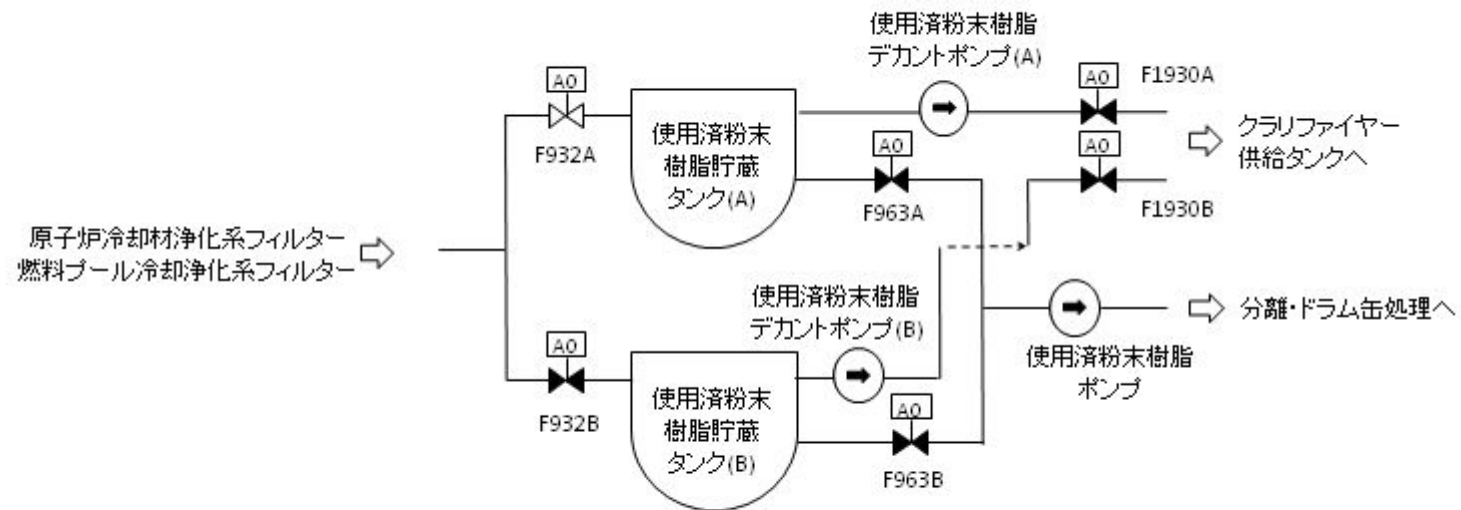 使用済粉末樹脂
デカントポンプ(A)
AO
F932A
使用済粉末
樹脂貯蔵
タンク(A)
AO
F1930A
AO
F963A
AO
F1930B
クラリファイヤー
供給タンクへ
原子炉冷却材浄化系フィルター
燃料プール冷却浄化系フィルター
使用済粉末樹脂
デカントポンプ(B)
分離・ドラム缶処理へ
使用済粉末樹脂
ポンプ
AO
F932B
使用済粉末
樹脂貯蔵
タンク(B)
AO
F963B